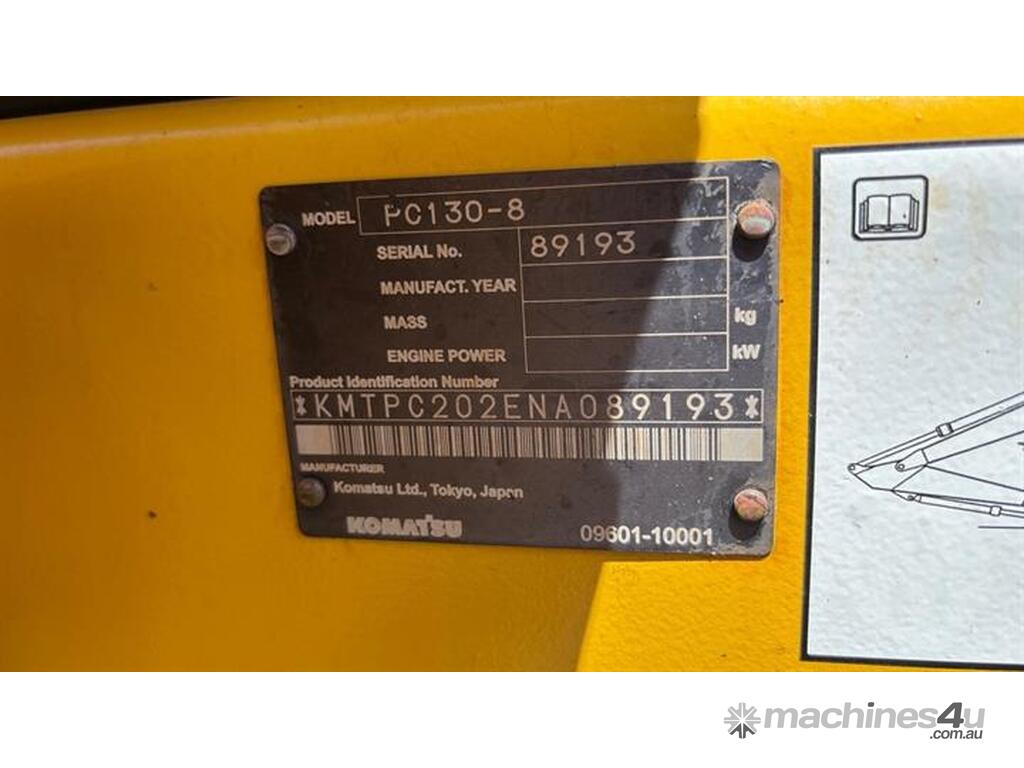 MODEL PC130-8
SERIAL No. 89193
MANUFACT. YEAR
MASS kg
ENGINE POWER kW
Product Identification Number
*KMTPC202ENA089193*
MANUFACTURER
Komatsu Ltd., Tokyo, Japan
KOMATSU 09601-10001
machines4u
.com.au